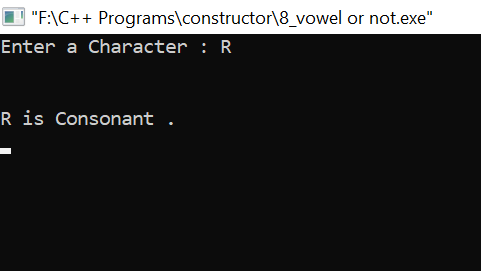 "F:\C++ Programs\constructor\8_vowel or not.exe"
Enter a Character : R
R is Consonant .